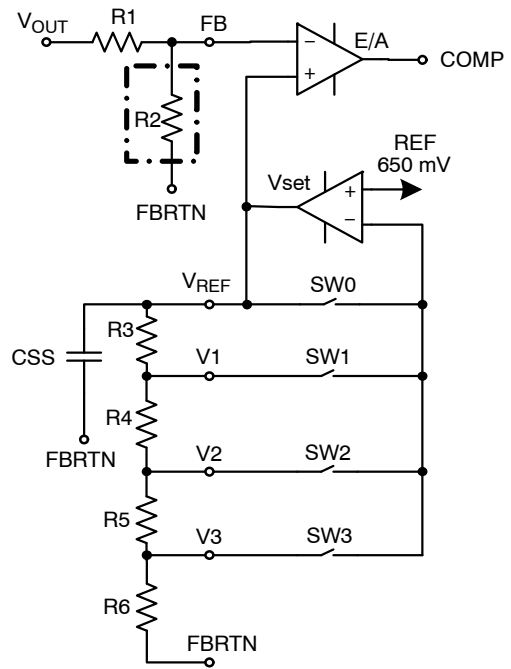 R1
FB
VOUT
E/A
COMP
R2
REF
650 mV
Vset
FBRTN
VREF
SW0
R3
CSS
V1
SW1
R4
FBRTN
V2
SW2
R5
V3
SW3
R6
FBRTN